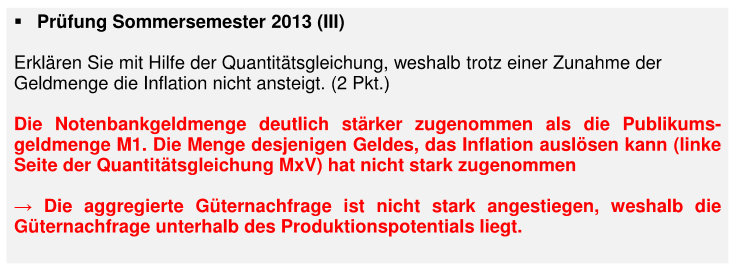 ▪ Prüfung Sommersemester 2013 (III)
Erklären Sie mit Hilfe der Quantitätsgleichung, weshalb trotz einer Zunahme der
Geldmenge die Inflation nicht ansteigt. (2 Pkt.)
Die Notenbankgeldmenge deutlich stärker zugenommen als die Publikums-
geldmenge M1. Die Menge desjenigen Geldes, das Inflation auslösen kann (linke
Seite der Quantitätsgleichung MxV) hat nicht stark zugenommen
→ Die aggregierte Güternachfrage ist nicht stark angestiegen, weshalb die
Güternachfrage unterhalb des Produktionspotentials liegt.